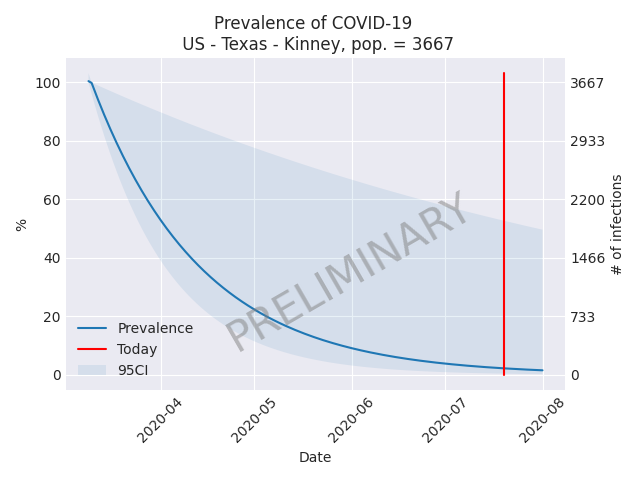 Prevalence of COVID-19
US - Texas - Kinney, pop. = 3667
100
80
60
40
20
0
%
3667
2933
2200
1466
733
0
# of infections
PRELIMINARY
Prevalence
Today
95CI
2020-04
2020-05
2020-06
2020-07
2020-08
Date